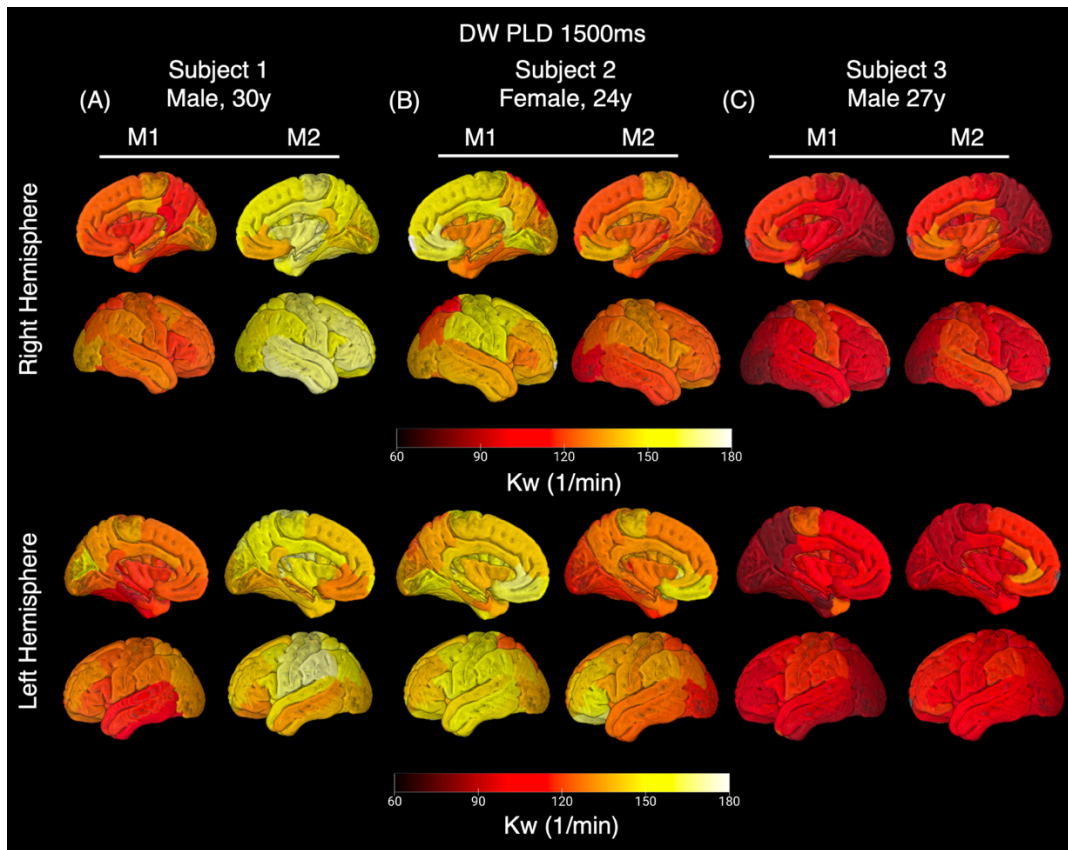 DW PLD 1500ms
Subject 1
Male, 30y
(A)
M1 M2
Subject 2
Female, 24y
(B)
M1 M2
Subject 3
Male 27y
(C)
M1 M2
Right Hemisphere
60 90 120 150 180
Kw (1/min)
Left Hemisphere
60 90 120 150 180
Kw (1/min)